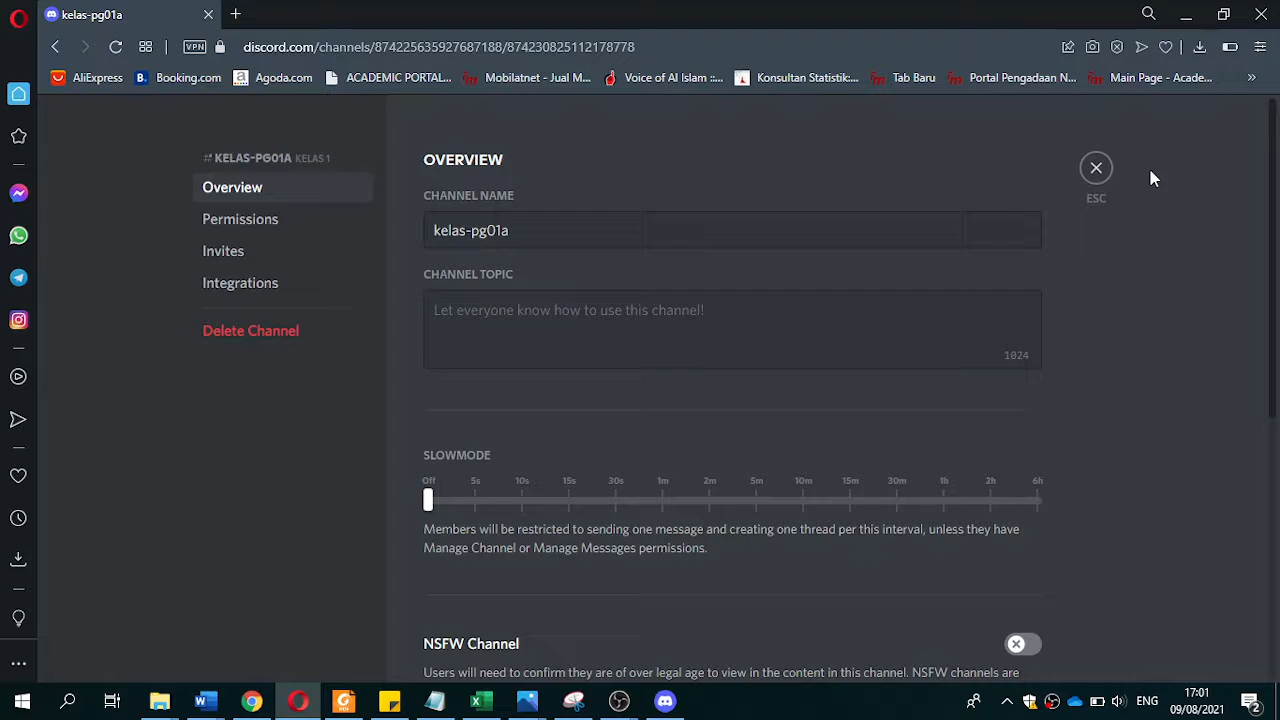 kelas-pg01a
VPN
discord.com/channels/874225635927687188/874230825112178778
AliExpress
B. Booking.com
a Agoda.com
ACADEMIC PORTAL...
Mobilatnet - Jual M...
Voice of Al Islam ::...
Konsultan Statistik:...
Tab Baru
Portal Pengadaan N...
Main Page - Acade...
KELAS-PG01A KELAS 1
Overview
Permissions
Invites
Integrations
Delete Channel
OVERVIEW
ESC
CHANNEL NAME
kelas-pg01a
CHANNEL TOPIC
Let everyone know how to use this channel!
1024
SLOWMODE
Off 5s 10s 15s 30s 1m 2m 5m 10m 15m 30m 1h 2h 6h
Members will be restricted to sending one message and creating one thread per this interval, unless they have
Manage Channel or Manage Messages permissions.
NSFW Channel
Users will need to confirm they are of over legal age to view in the content in this channel. NSFW channels are
ENG
17:01
09/08/2021
2